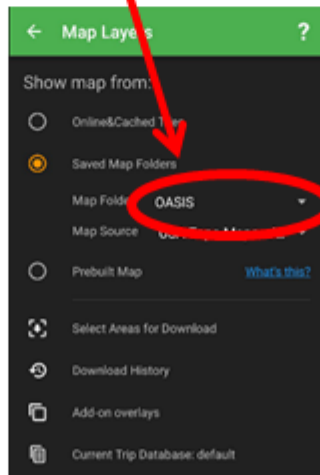 Map Layers ?
Show map from:
Online&Cached
Saved Map Folders
Map OASIS
Map Source
Prebuilt Map What's this?
Select Areas for Download
Download History
Add-on overlays
Current Trip Database: default